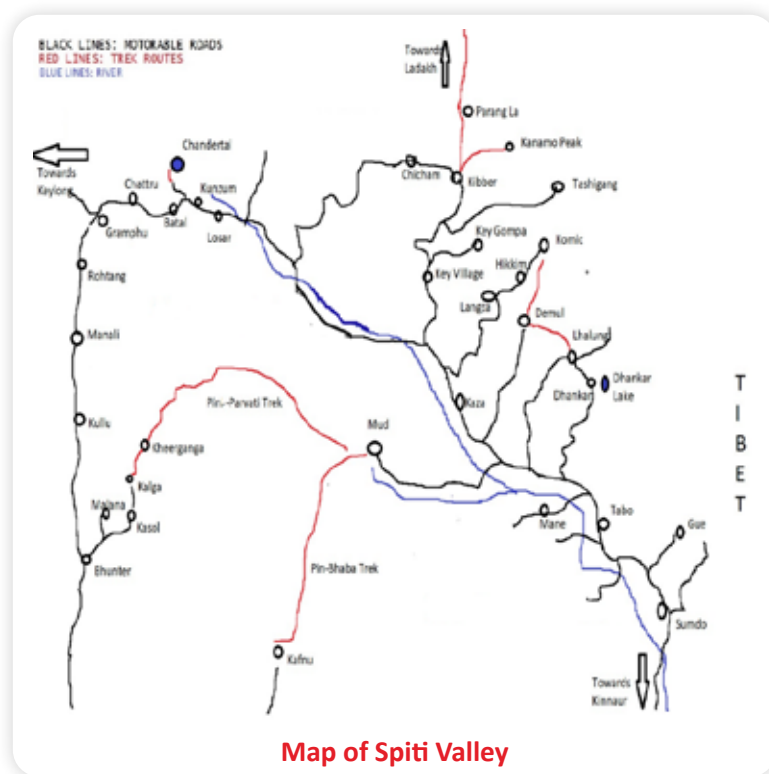 BLACK LINES: MOTORABLE ROADS
RED LINES: TREK ROUTES
BLUE LINES: RIVER
Towards
Ladakh
Parang La
Kanamo Peak
Chandertal
Towards
Keylong
Chattru
Kunzum
Chicham
Kibber
Tashigang
Gramphu
Batal
Losar
Key Gompa
Komic
Hikkim
Key Village
Rohtang
Langza
Demul
Manali
Lhalung
Dhankar
Dhankar
Lake
TIBET
Pin-Parvati Trek
Kaza
Kullu
Mud
Kheerganga
Kalga
Malana
Kasol
Mane
Tabo
Gue
Bhunter
Pin-Bhaba Trek
Sumdo
Kafnu
Towards
Kinnaur
Map of Spiti Valley